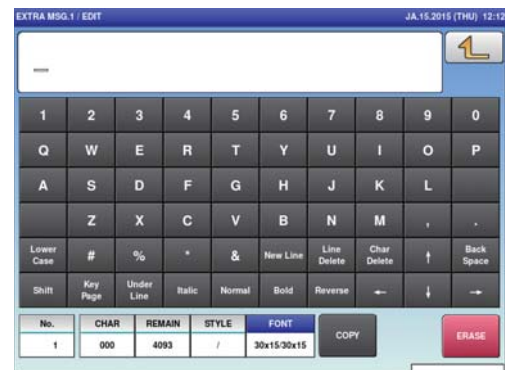 EXTRA MSG.1 / EDIT JA.15.2015 (THU) 12:12
1 2 3 4 5 6 7 8 9 0
Q W E R T Y U I O P
A S D F G H J K L
Z X C V B N M , .
Lower Case # % * & New Line Line Delete Char Delete ↑ Back Space
Shift Key Page Under Line Italic Normal Bold Reverse ← ↓ →
No. CHAR REMAIN STYLE FONT COPY ERASE
1 000 4093 / 30x15/30x15